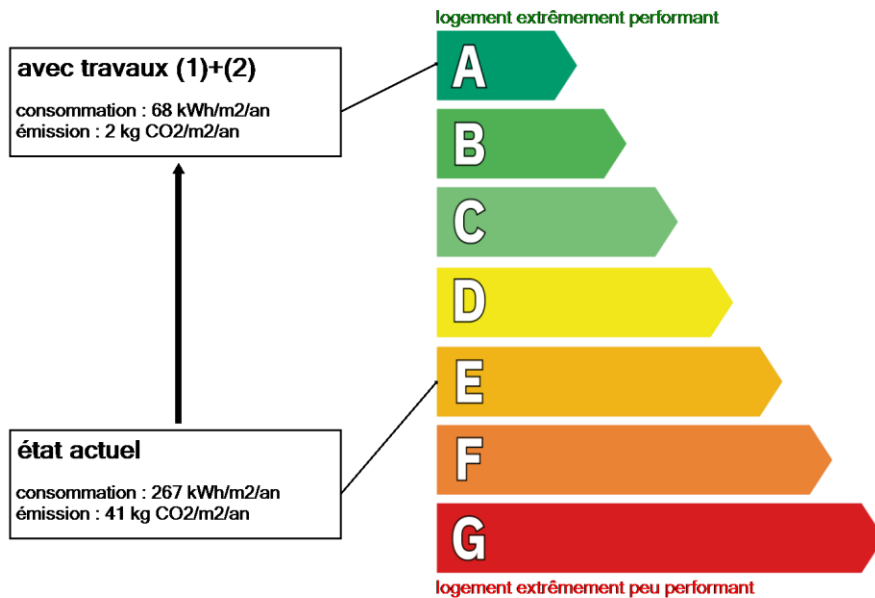 logement extrêmement performant
avec travaux (1)+(2)
consommation : 68 kWh/m2/an
émission : 2 kg CO2/m2/an
A
B
C
D
E
F
G
état actuel
consommation : 267 kWh/m2/an
émission : 41 kg CO2/m2/an
logement extrêmement peu performant